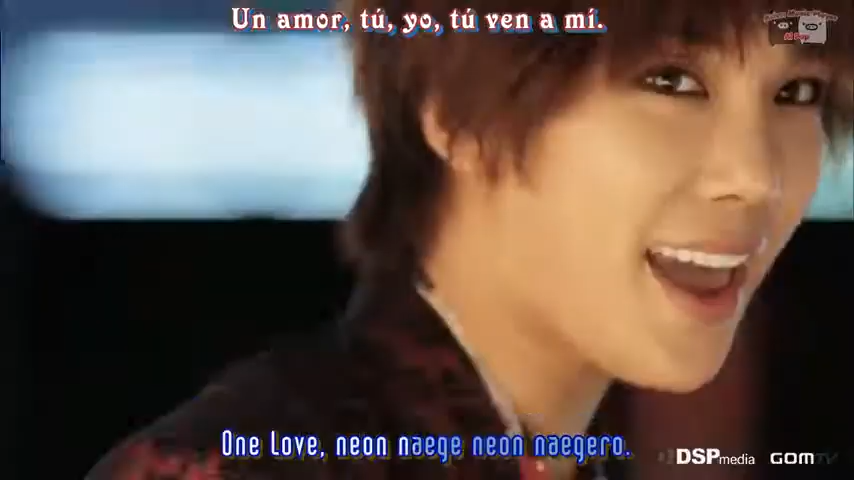 Un amor, tú, yo, tú ven a mí.
One Love, neon naege neon naegero.
DSPmedia GOMTV